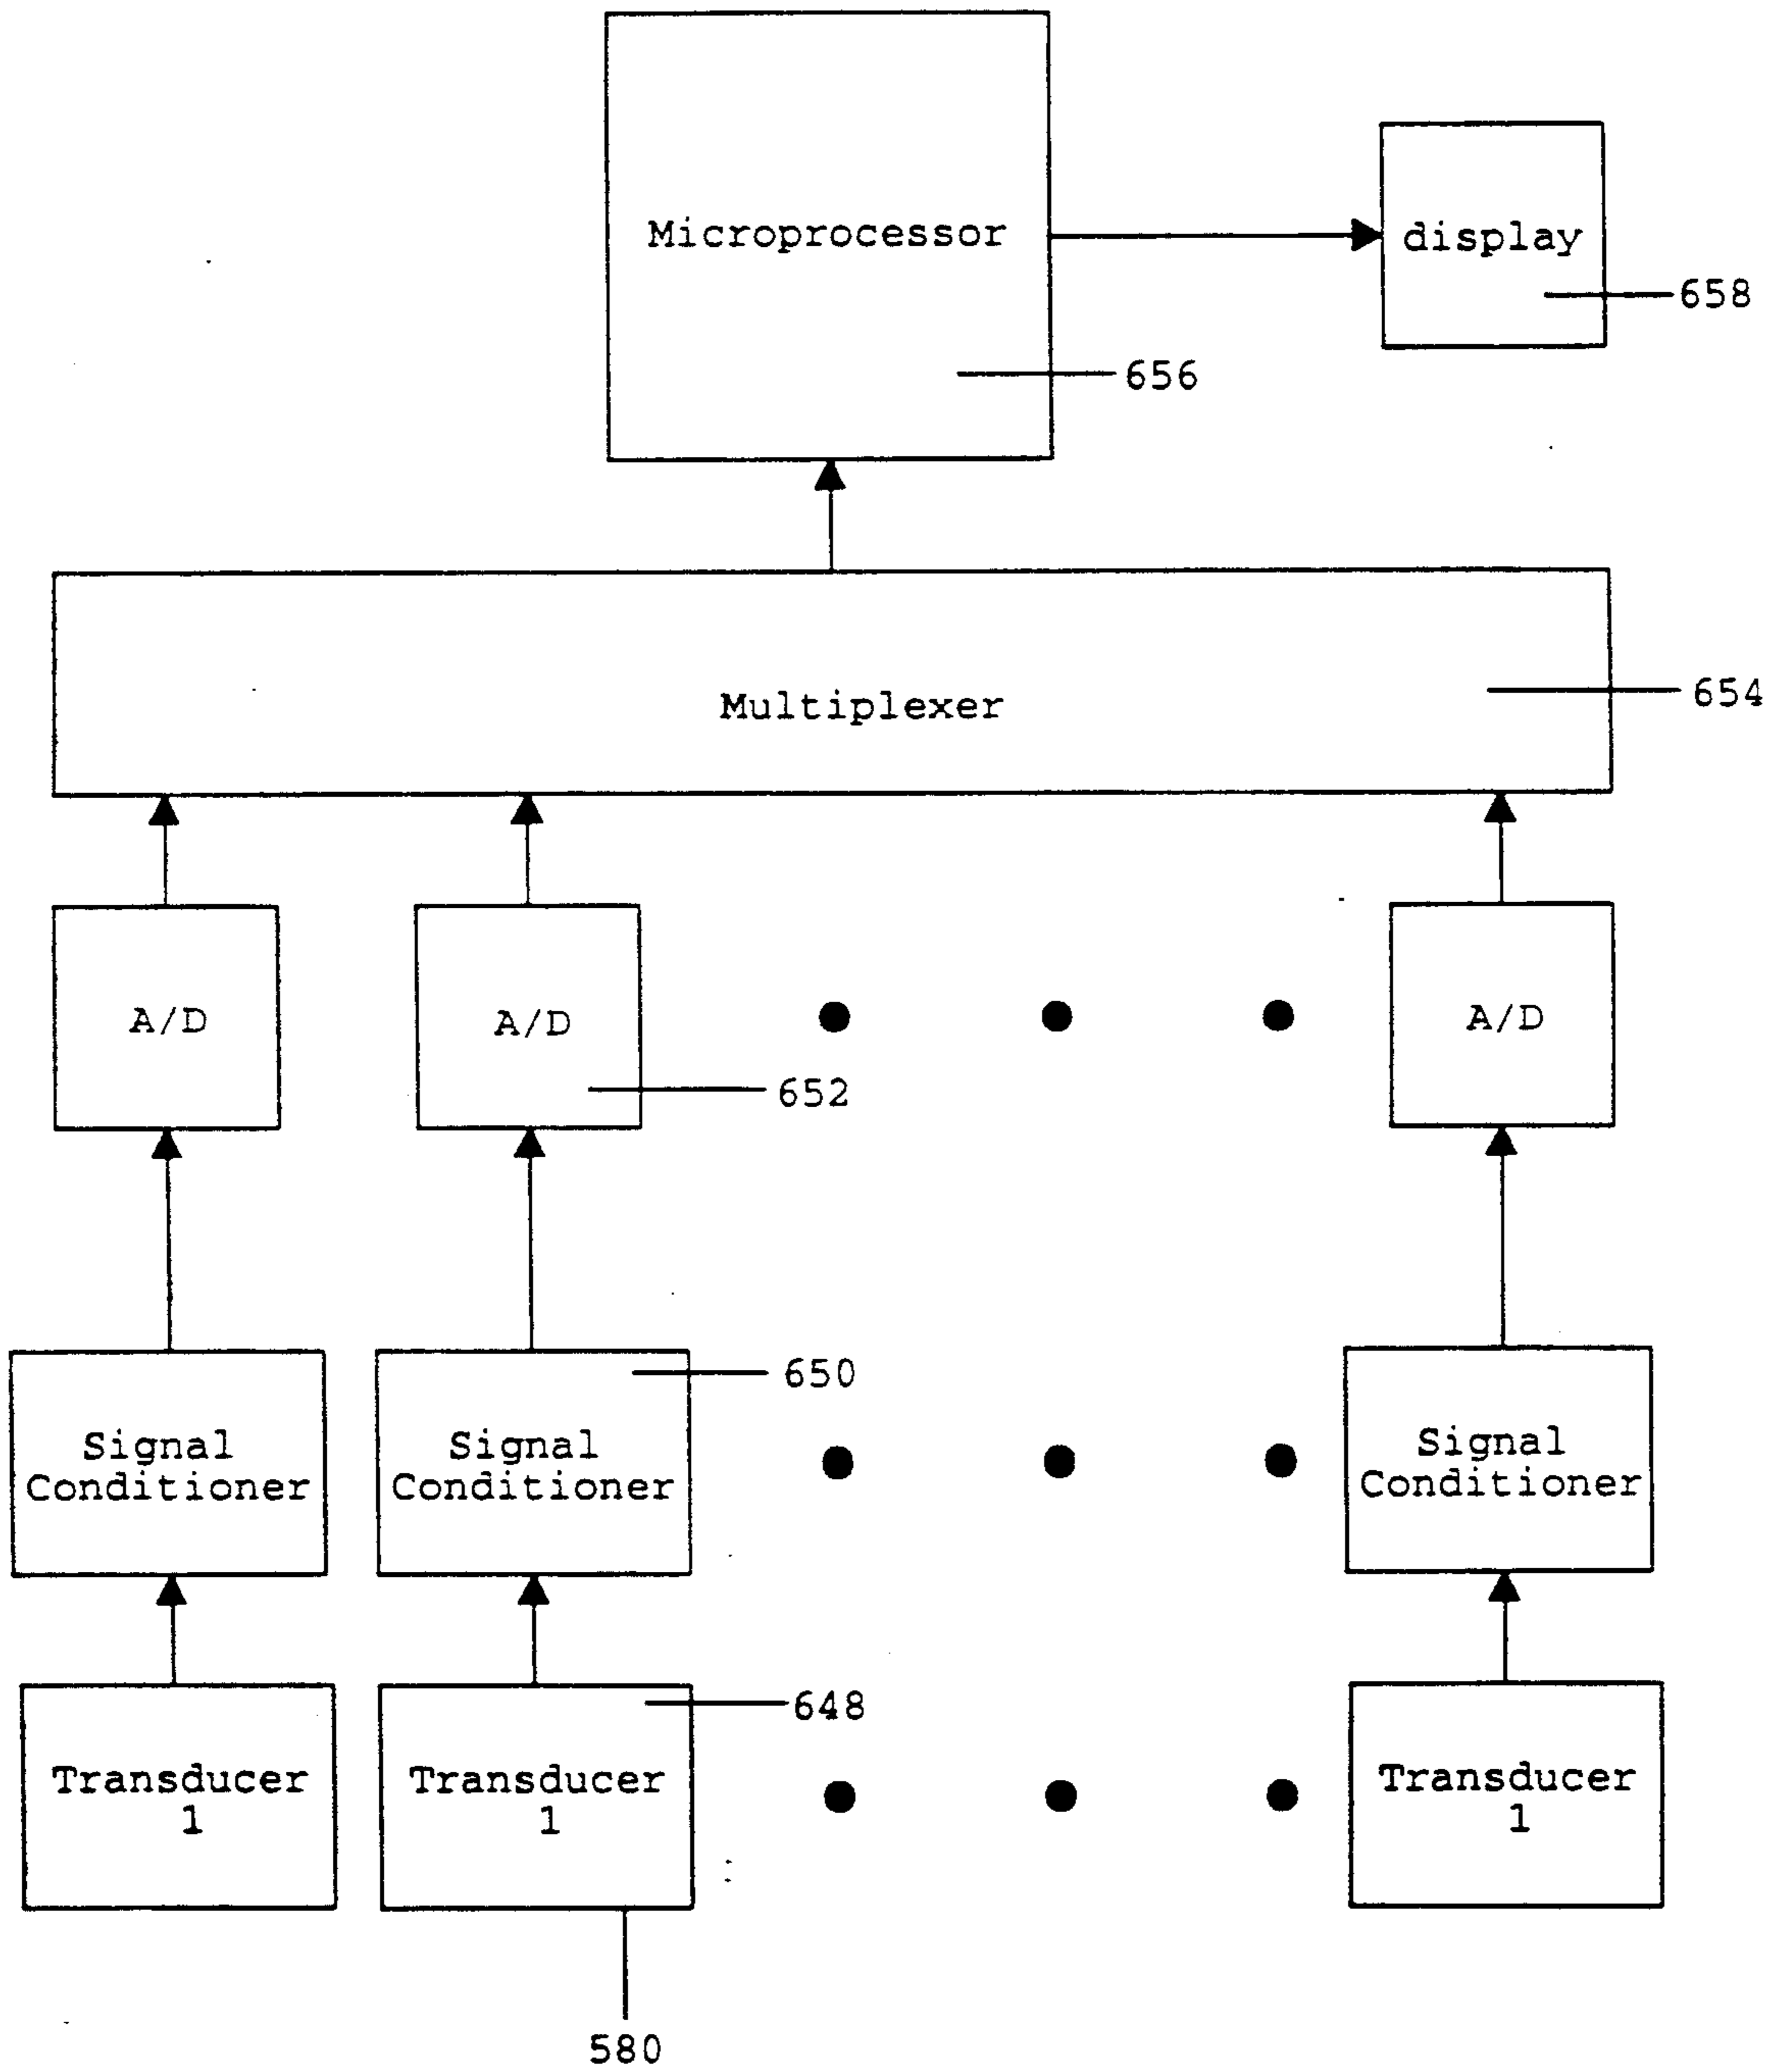 Microprocessor
display
658
656
Multiplexer
654
A/D
A/D
A/D
652
650
Signal
Conditioner
Signal
Conditioner
Signal
Conditioner
648
Transducer
1
Transducer
1
Transducer
1
580